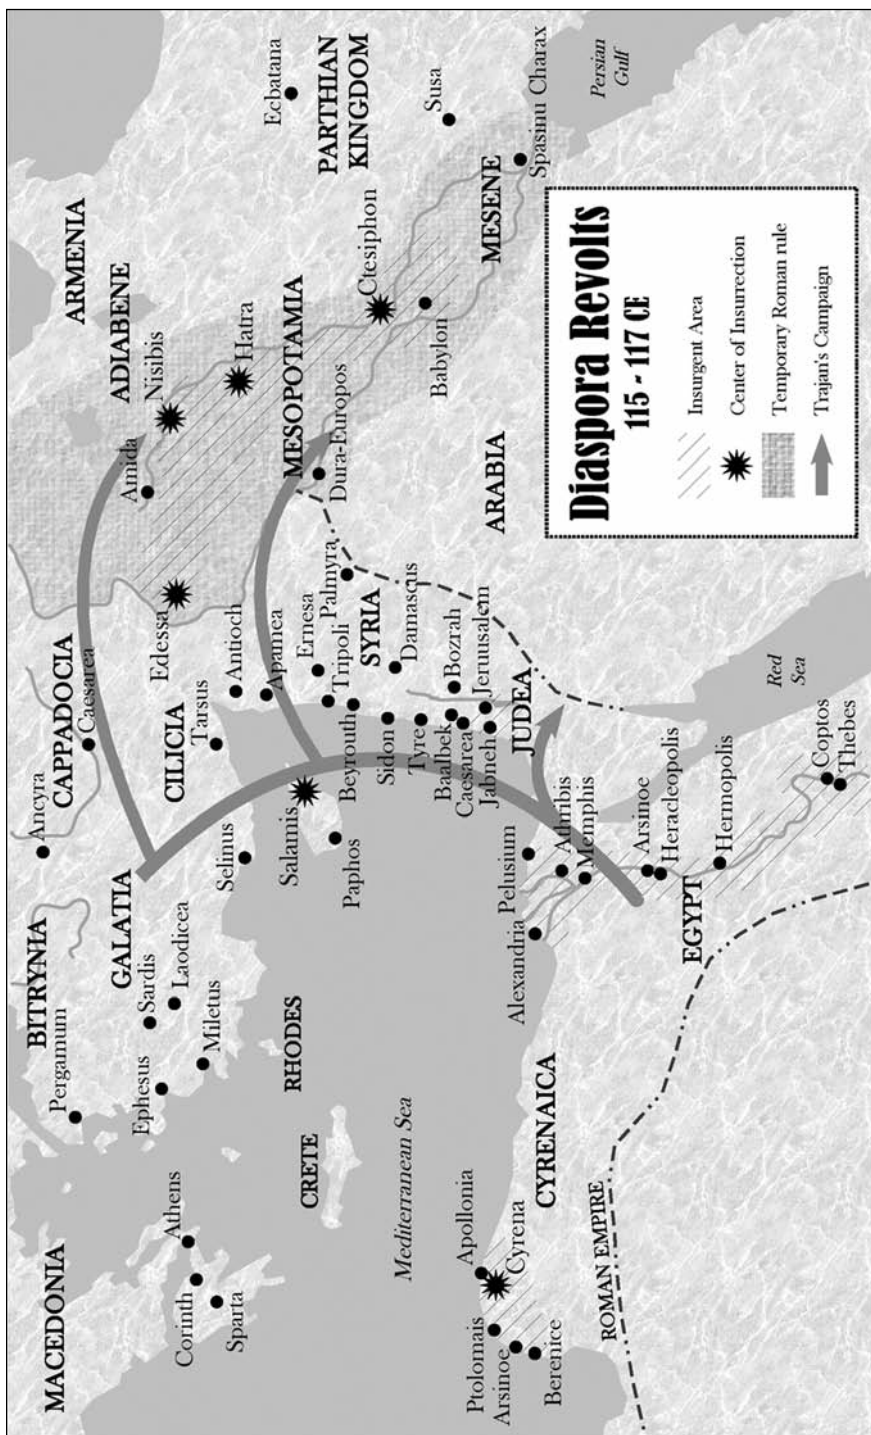 MACEDONIA
Athens
Corinth
Sparta
BITRYNIA
Pergamum
Ephesus
Sardis
Laodicea
Miletus
GALATIA
Ancyra
CAPPADOCIA
Caesarea
CILICIA
Tarsus
Selinus
RHODES
CRETE
Mediterranean Sea
Salamis
Paphos
ARMENIA
ADIABENE
Amida
Nisibis
Edessa
Hatra
MESOPOTAMIA
Dura-Europos
Ctesiphon
Babylon
Ecbatana
PARTHIAN
KINGDOM
Susa
MESENE
Spasinu Charax
Persian
Gulf
Antioch
Apamea
Ernesa
Tripoli
Palmyra
SYRIA
Beyrouth
Damascus
Sidon
Tyre
Baalbek
Bozrah
Caesarea
Jabneh
Jeruusalem
JUDEA
ARABIA
Red
Sea
Pelusium
Alexandria
Athribis
Memphis
Arsinoe
Heracleopolis
Hermopolis
EGYPT
Coptos
Thebes
CYRENAICA
Apollonia
Cyrena
Ptolomais
Arsinoe
Berenice
ROMAN EMPIRE
Diaspora Revolts
115 - 117 CE
Insurgent Area
Center of Insurrection
Temporary Roman rule
Trajan's Campaign